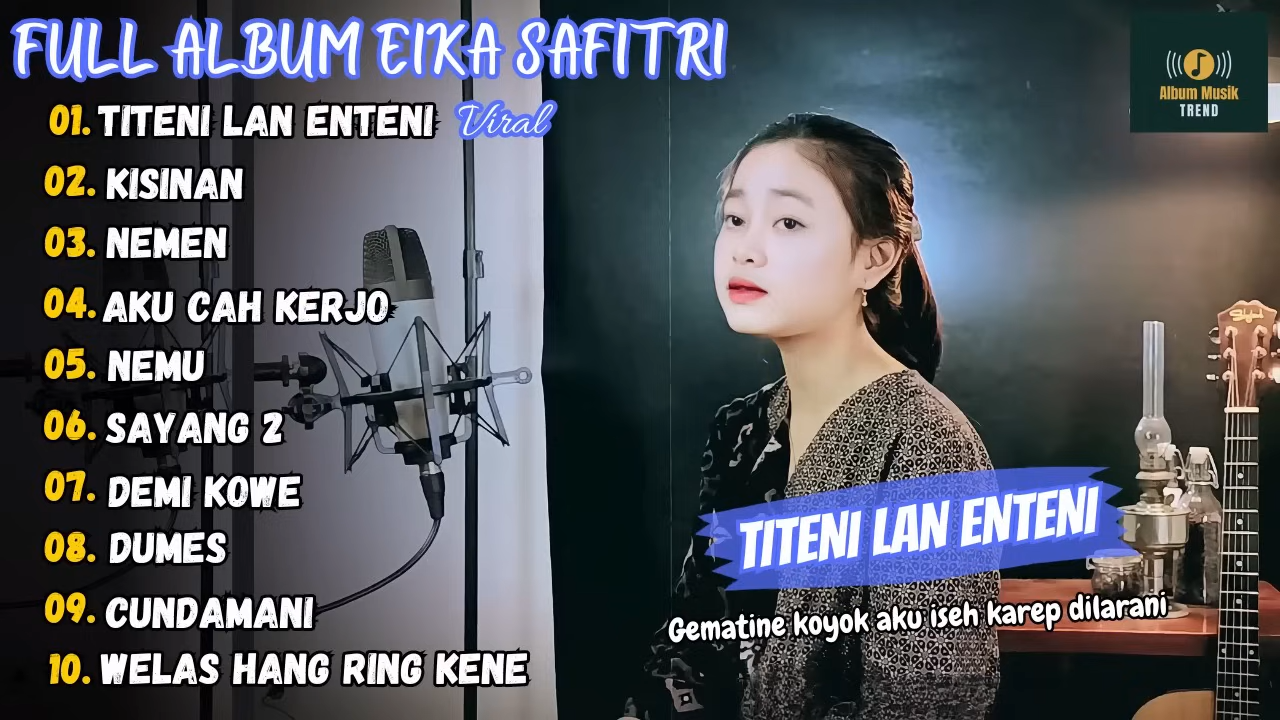 FULL ALBUM EIKA SAFITRI
01. TITENI LAN ENTENI Viral
02. KISINAN
03. NEMEN
04. AKU CAH KERJO
05. NEMU
06. SAYANG 2
07. DEMI KOWE
08. DUMES
09. CUNDAMANI
10. WELAS HANG RING KENE
Album Musik
TREND
TITENI LAN ENTENI
Gematine koyok aku iseh karep dilarani